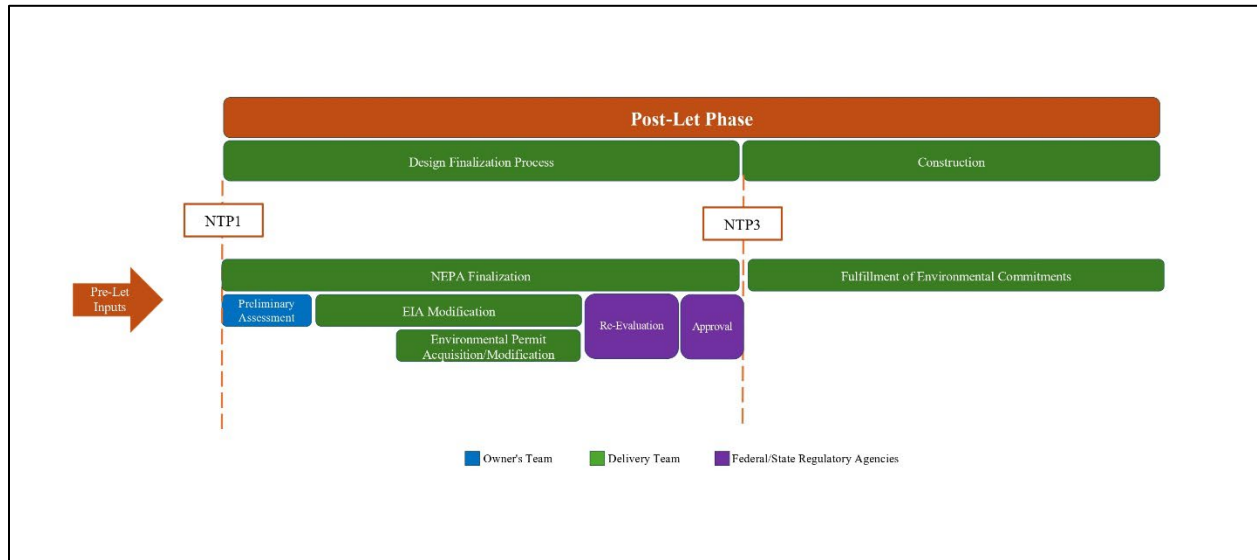 Post-Let Phase
Design Finalization Process
Construction
NTP1
NTP3
Pre-Let
Inputs
NEPA Finalization
Fulfillment of Environmental Commitments
Preliminary
Assessment
EIA Modification
Re-Evaluation
Approval
Environmental Permit
Acquisition/Modification
Owner's Team
Delivery Team
Federal/State Regulatory Agencies